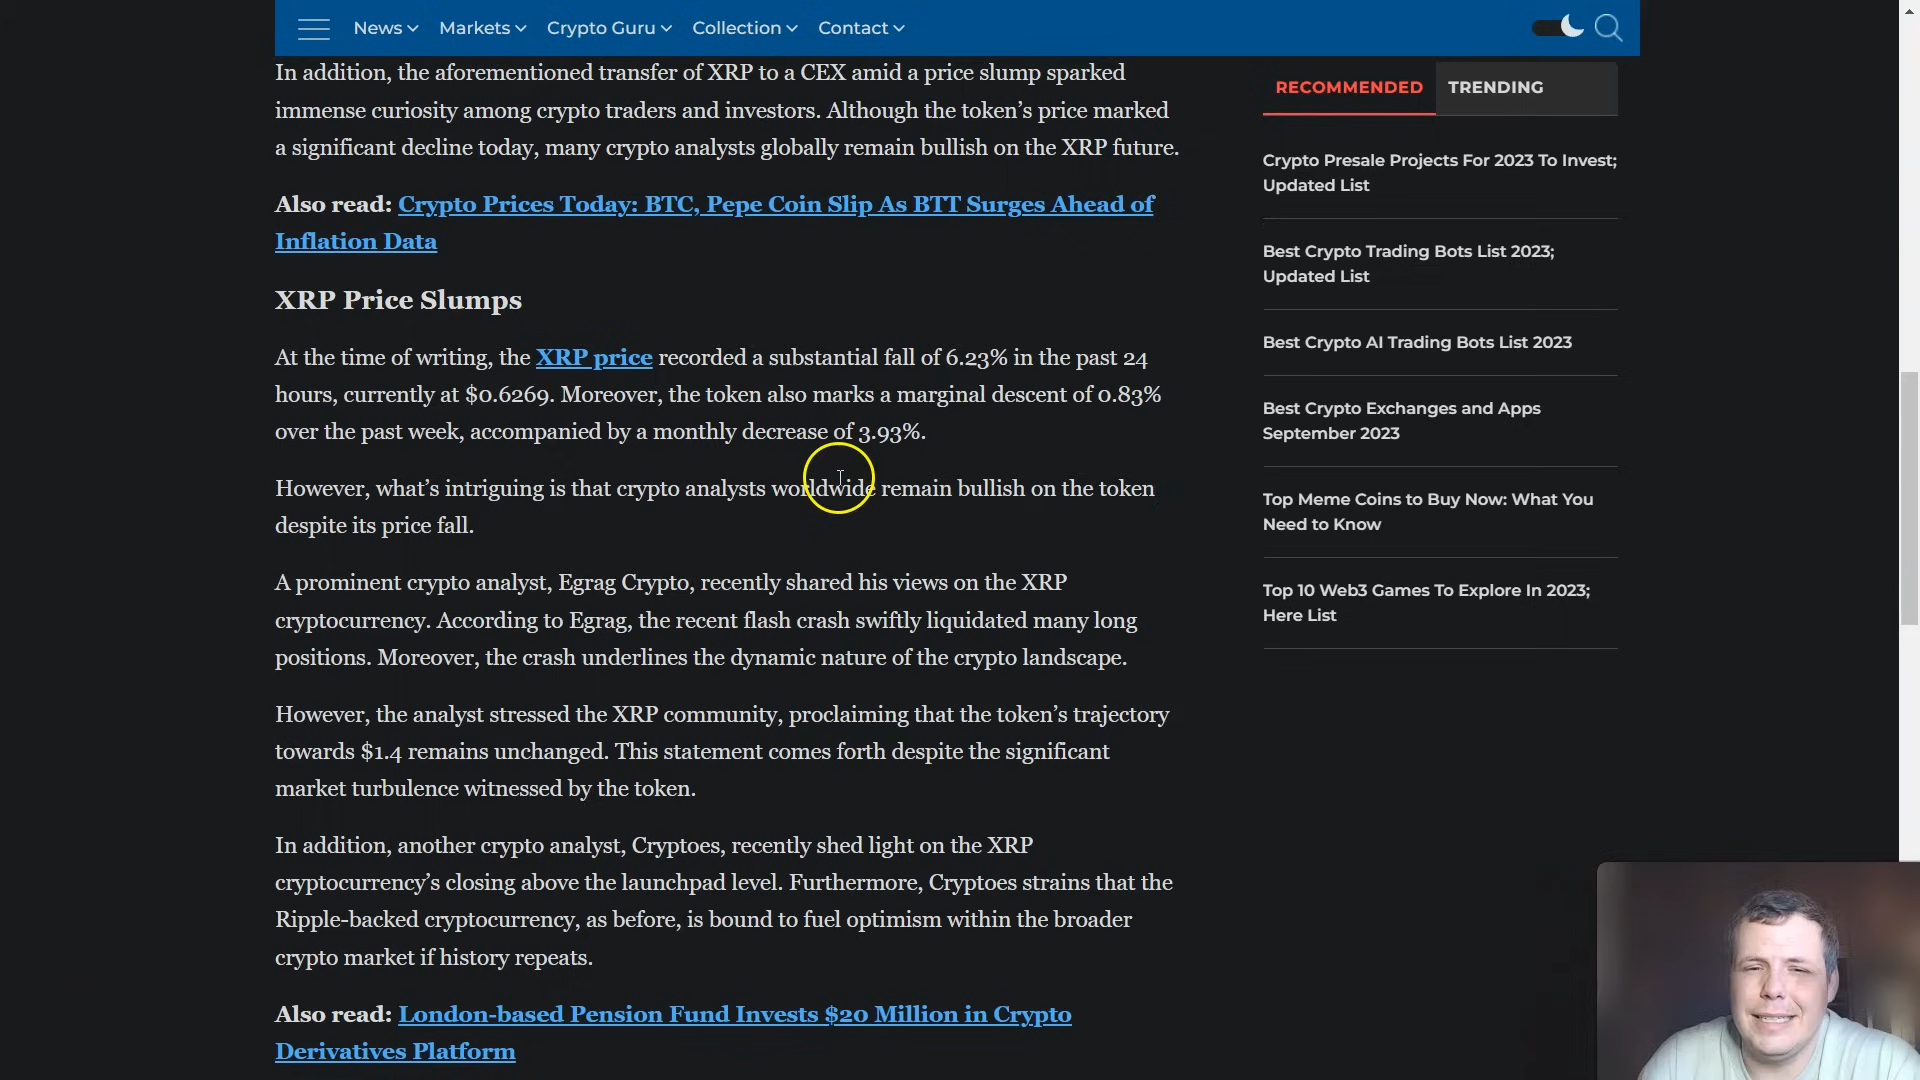 News Markets Crypto Guru Collection Contact
In addition, the aforementioned transfer of XRP to a CEX amid a price slump sparked
immense curiosity among crypto traders and investors. Although the token’s price marked
a significant decline today, many crypto analysts globally remain bullish on the XRP future.
Also read: Crypto Prices Today: BTC, Pepe Coin Slip As BTT Surges Ahead of
Inflation Data
XRP Price Slumps
At the time of writing, the XRP price recorded a substantial fall of 6.23% in the past 24
hours, currently at $0.6269. Moreover, the token also marks a marginal descent of 0.83%
over the past week, accompanied by a monthly decrease of 3.93%.
However, what’s intriguing is that crypto analysts worldwide remain bullish on the token
despite its price fall.
A prominent crypto analyst, Egrag Crypto, recently shared his views on the XRP
cryptocurrency. According to Egrag, the recent flash crash swiftly liquidated many long
positions. Moreover, the crash underlines the dynamic nature of the crypto landscape.
However, the analyst stressed the XRP community, proclaiming that the token’s trajectory
towards $1.4 remains unchanged. This statement comes forth despite the significant
market turbulence witnessed by the token.
In addition, another crypto analyst, Cryptoes, recently shed light on the XRP
cryptocurrency’s closing above the launchpad level. Furthermore, Cryptoes strains that the
Ripple-backed cryptocurrency, as before, is bound to fuel optimism within the broader
crypto market if history repeats.
Also read: London-based Pension Fund Invests $20 Million in Crypto
Derivatives Platform
RECOMMENDED TRENDING
Crypto Presale Projects For 2023 To Invest;
Updated List
Best Crypto Trading Bots List 2023;
Updated List
Best Crypto AI Trading Bots List 2023
Best Crypto Exchanges and Apps
September 2023
Top Meme Coins to Buy Now: What You
Need to Know
Top 10 Web3 Games To Explore In 2023;
Here List